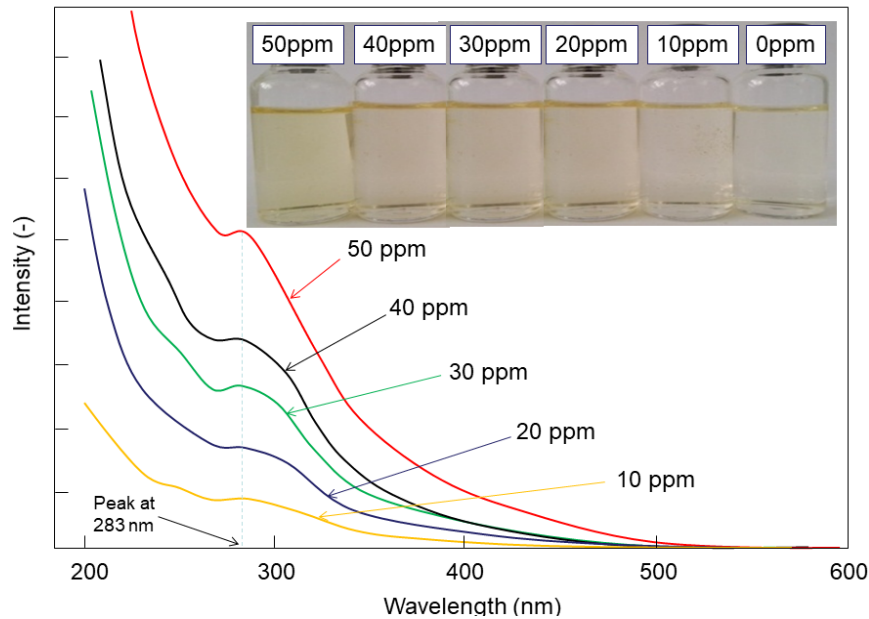 50ppm 40ppm 30ppm 20ppm 10ppm 0ppm
50 ppm
40 ppm
30 ppm
20 ppm
10 ppm
Peak at
283 nm
Intensity (-)
200 300 400 500 600
Wavelength (nm)